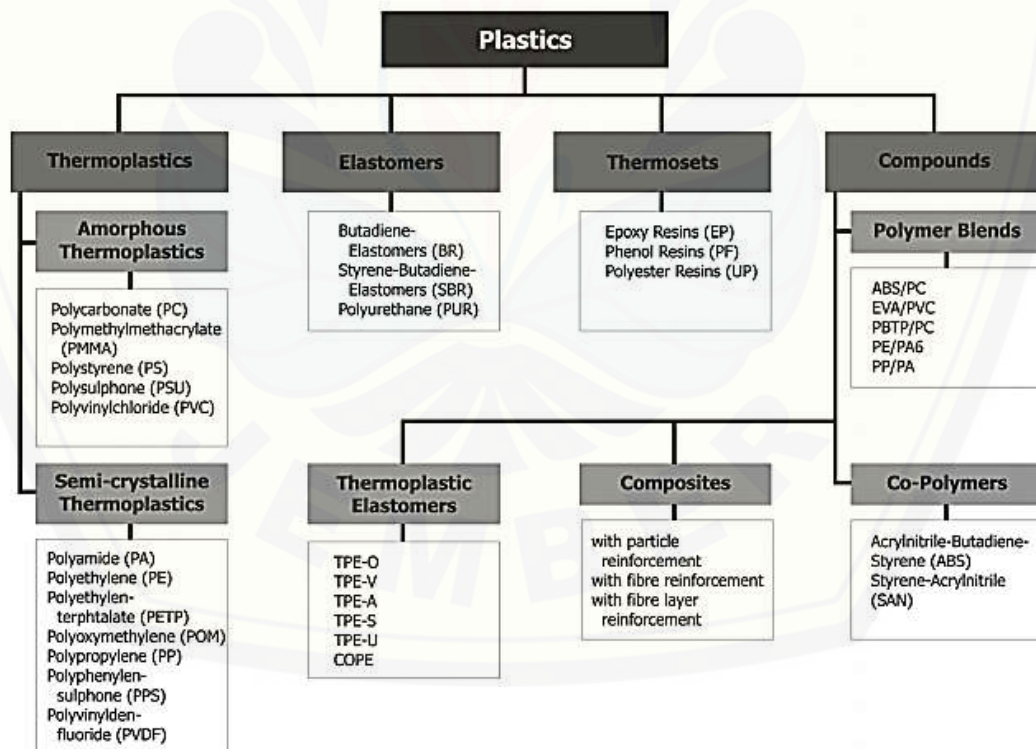 Plastics
Thermoplastics
Elastomers
Thermosets
Compounds
Amorphous
Thermoplastics
Polycarbonate (PC)
Polymethylmethacrylate
(PMMA)
Polystyrene (PS)
Polysulphone (PSU)
Polyvinylchloride (PVC)
Semi-crystalline
Thermoplastics
Polyamide (PA)
Polyethylene (PE)
Polyethylen-
terphtalate (PETP)
Polyoxymethylene (POM)
Polypropylene (PP)
Polyphenylen-
sulphone (PPS)
Polyvinylden-
fluoride (PVDF)
Butadiene-
Elastomers (BR)
Styrene-Butadiene-
Elastomers (SBR)
Polyurethane (PUR)
Epoxy Resins (EP)
Phenol Resins (PF)
Polyester Resins (UP)
Polymer Blends
ABS/PC
EVA/PVC
PBTP/PC
PE/PA6
PP/PA
Thermoplastic
Elastomers
TPE-O
TPE-V
TPE-A
TPE-S
TPE-U
COPE
Composites
with particle
reinforcement
with fibre reinforcement
with fibre layer
reinforcement
Co-Polymers
Acrylnitrile-Butadiene-
Styrene (ABS)
Styrene-Acrylnitrile
(SAN)
JEMBER